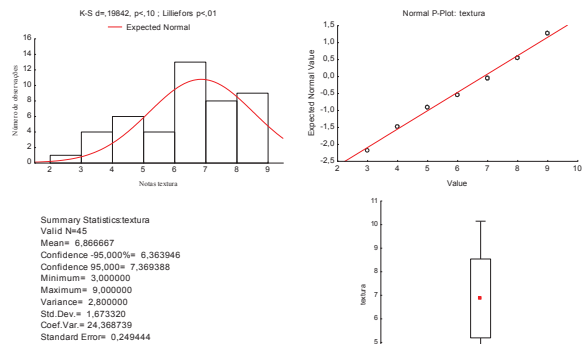 K-S d=,19842, p<,10 ; Lilliefors p<,01
Expected Normal
Número de observações
16
14
12
10
8
6
4
2
0
2 3 4 5 6 7 8 9
Notas textura
Normal P-Plot: textura
Expected Normal Value
1,5
1,0
0,5
0,0
-0,5
-1,0
-1,5
-2,0
-2,5
2 3 4 5 6 7 8 9 10
Value
Summary Statistics:textura
Valid N=45
Mean= 6,866667
Confidence -95,000%= 6,363946
Confidence 95,000= 7,369388
Minimum= 3,000000
Maximum= 9,000000
Variance= 2,800000
Std.Dev.= 1,673320
Coef.Var.= 24,368739
Standard Error= 0,249444
textura
11
10
9
8
7
6
5